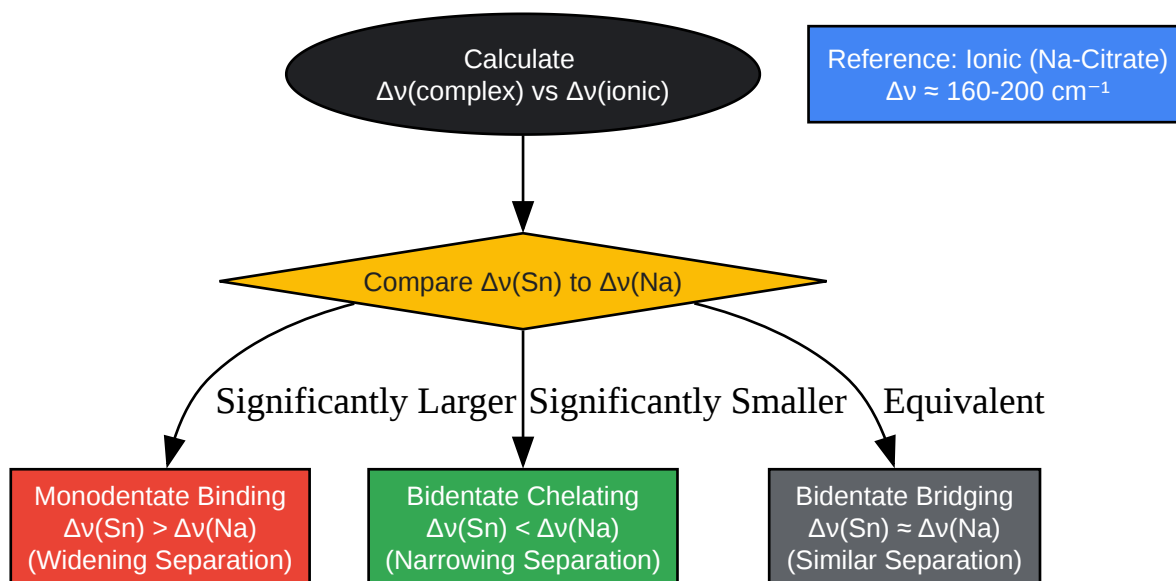 Calculate
Δν(complex) vs Δν(ionic)
Reference: Ionic (Na-Citrate)
Δν ≈ 160-200 cm⁻¹
Compare Δν(Sn) to Δν(Na)
Significantly Larger
Significantly Smaller
Equivalent
Monodentate Binding
Δν(Sn) > Δν(Na)
(Widening Separation)
Bidentate Chelating
Δν(Sn) < Δν(Na)
(Narrowing Separation)
Bidentate Bridging
Δν(Sn) ≈ Δν(Na)
(Similar Separation)